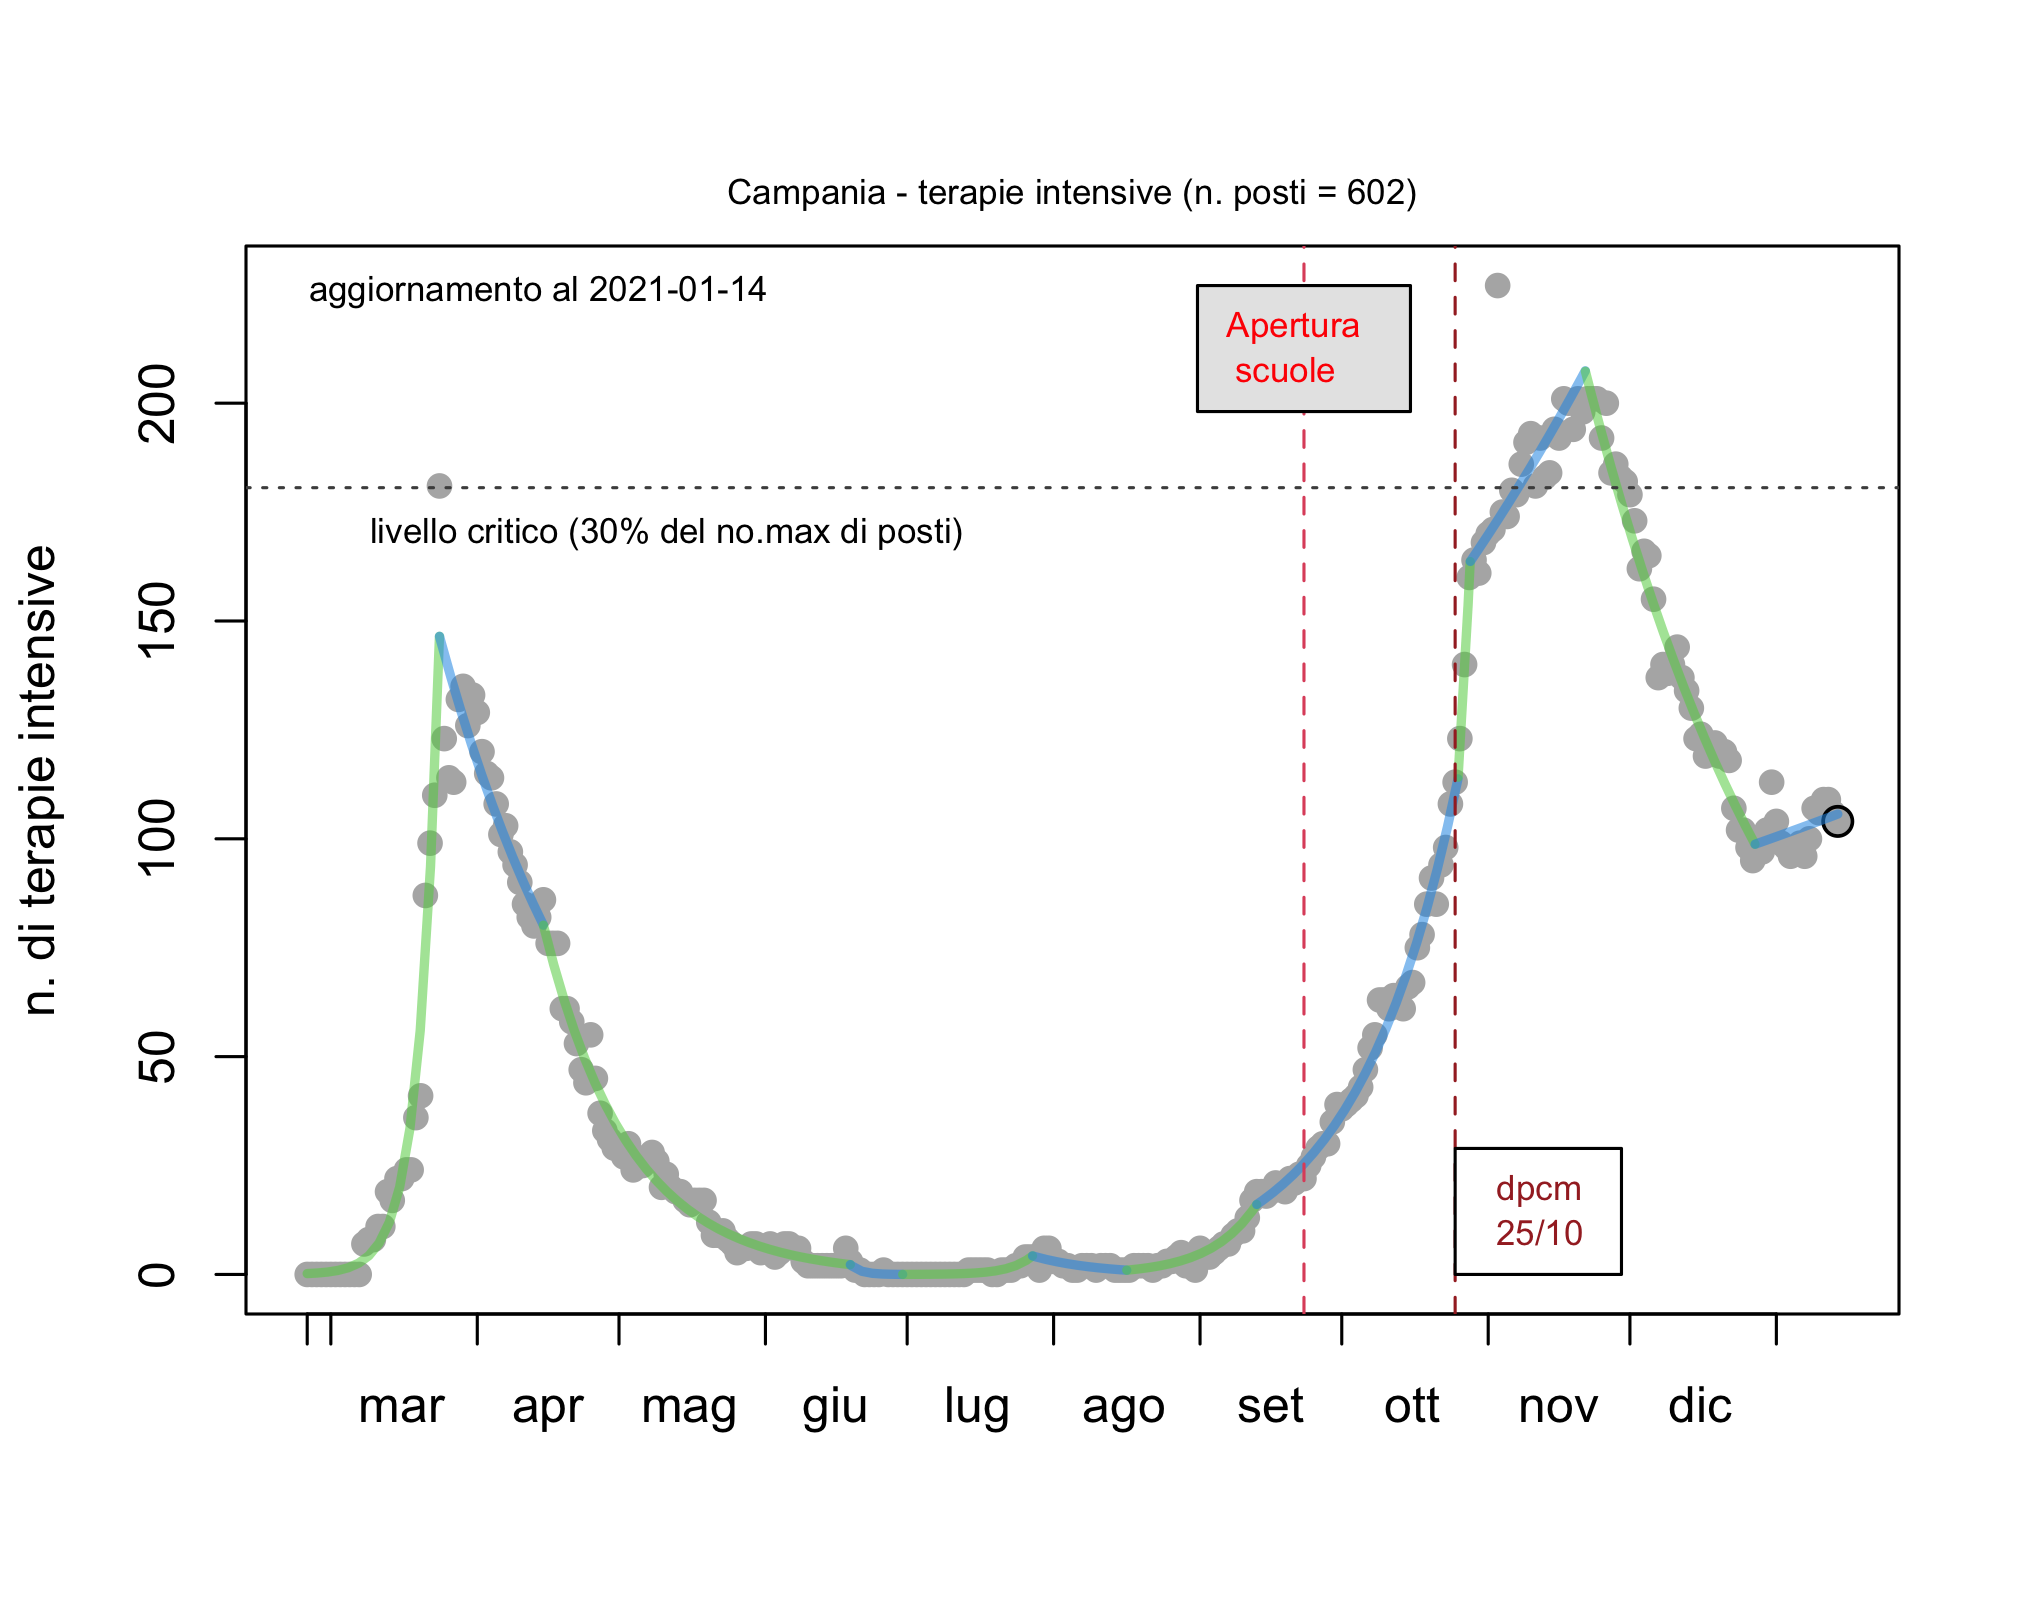 Campania - terapie intensive (n. posti = 602)
aggiornamento al 2021-01-14
Apertura
scuole
livello critico (30% del no.max di posti)
n. di terapie intensive
200
150
100
50
0
dpcm
25/10
mar apr mag giu lug ago set ott nov dic